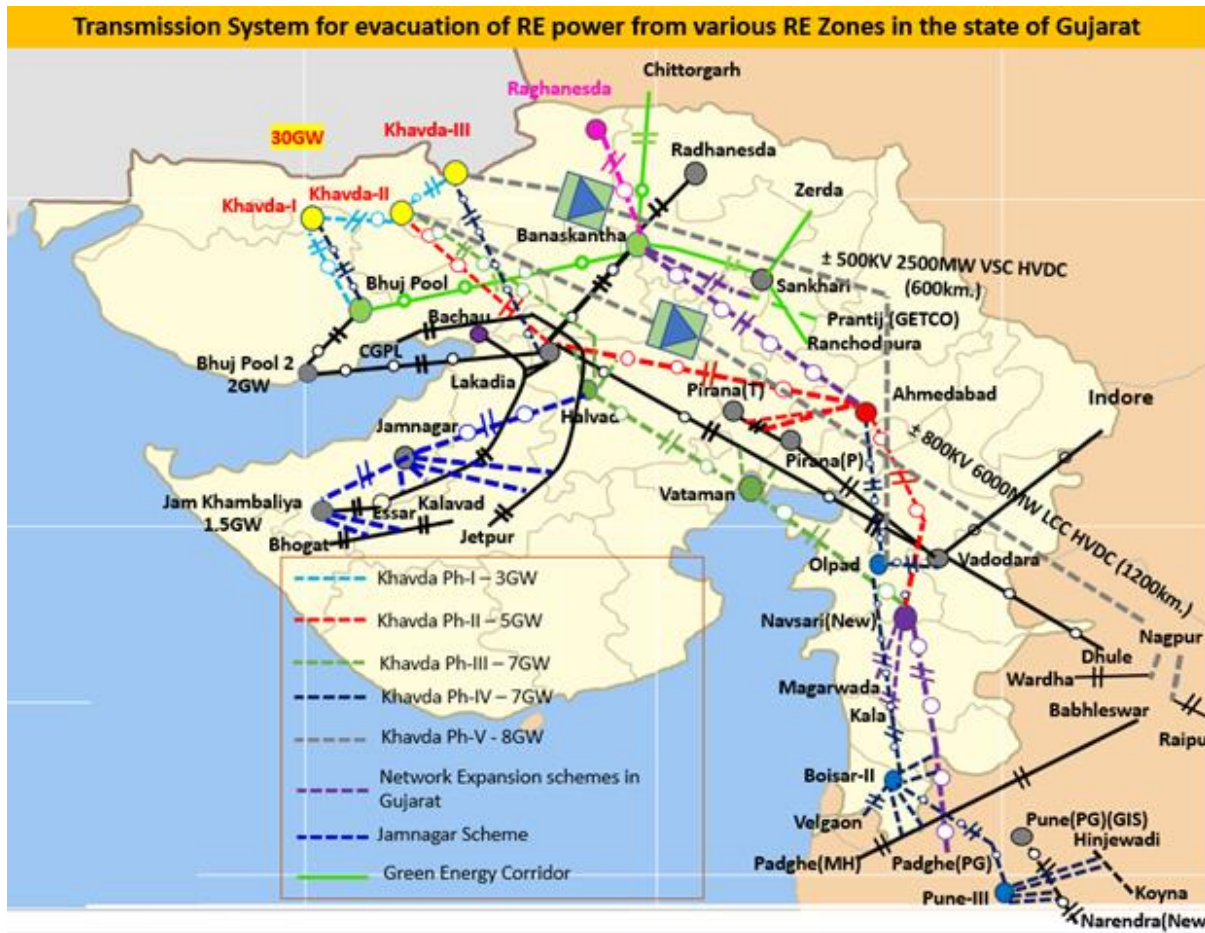 Transmission System for evacuation of RE power from various RE Zones in the state of Gujarat
Chittorgarh
Raghanesda
30GW
Khavda-III
Radhanesda
Khavda-II
Khavda-I
Zerda
Banaskantha
± 500KV 2500MW VSC HVDC
(600km.)
Bhuj Pool
Sankhari
Bachau
Prantij (GETCO)
Ranchodpura
CGPL
Bhuj Pool 2
2GW
Lakadia
Pirana(T)
Ahmedabad
Indore
Halvad
Jamnagar
± 800KV 6000MW LCC HVDC (1200km.)
Pirana(P)
Vataman
Jam Khambaliya
1.5GW
Essar
Kalavad
Jetpur
Bhogat
Olpad
Vadodara
Navsari(New)
Nagpur
Dhule
Wardha
Magarwada
Kala
Babhleswar
Raipu
Boisar-II
Velgaon
Pune(PG)(GIS)
Hinjewadi
Padghe(MH)
Padghe(PG)
Pune-III
Koyna
Narendra(New
Khavda Ph-I – 3GW
Khavda Ph-II – 5GW
Khavda Ph-III – 7GW
Khavda Ph-IV – 7GW
Khavda Ph-V - 8GW
Network Expansion schemes in
Gujarat
Jamnagar Scheme
Green Energy Corridor